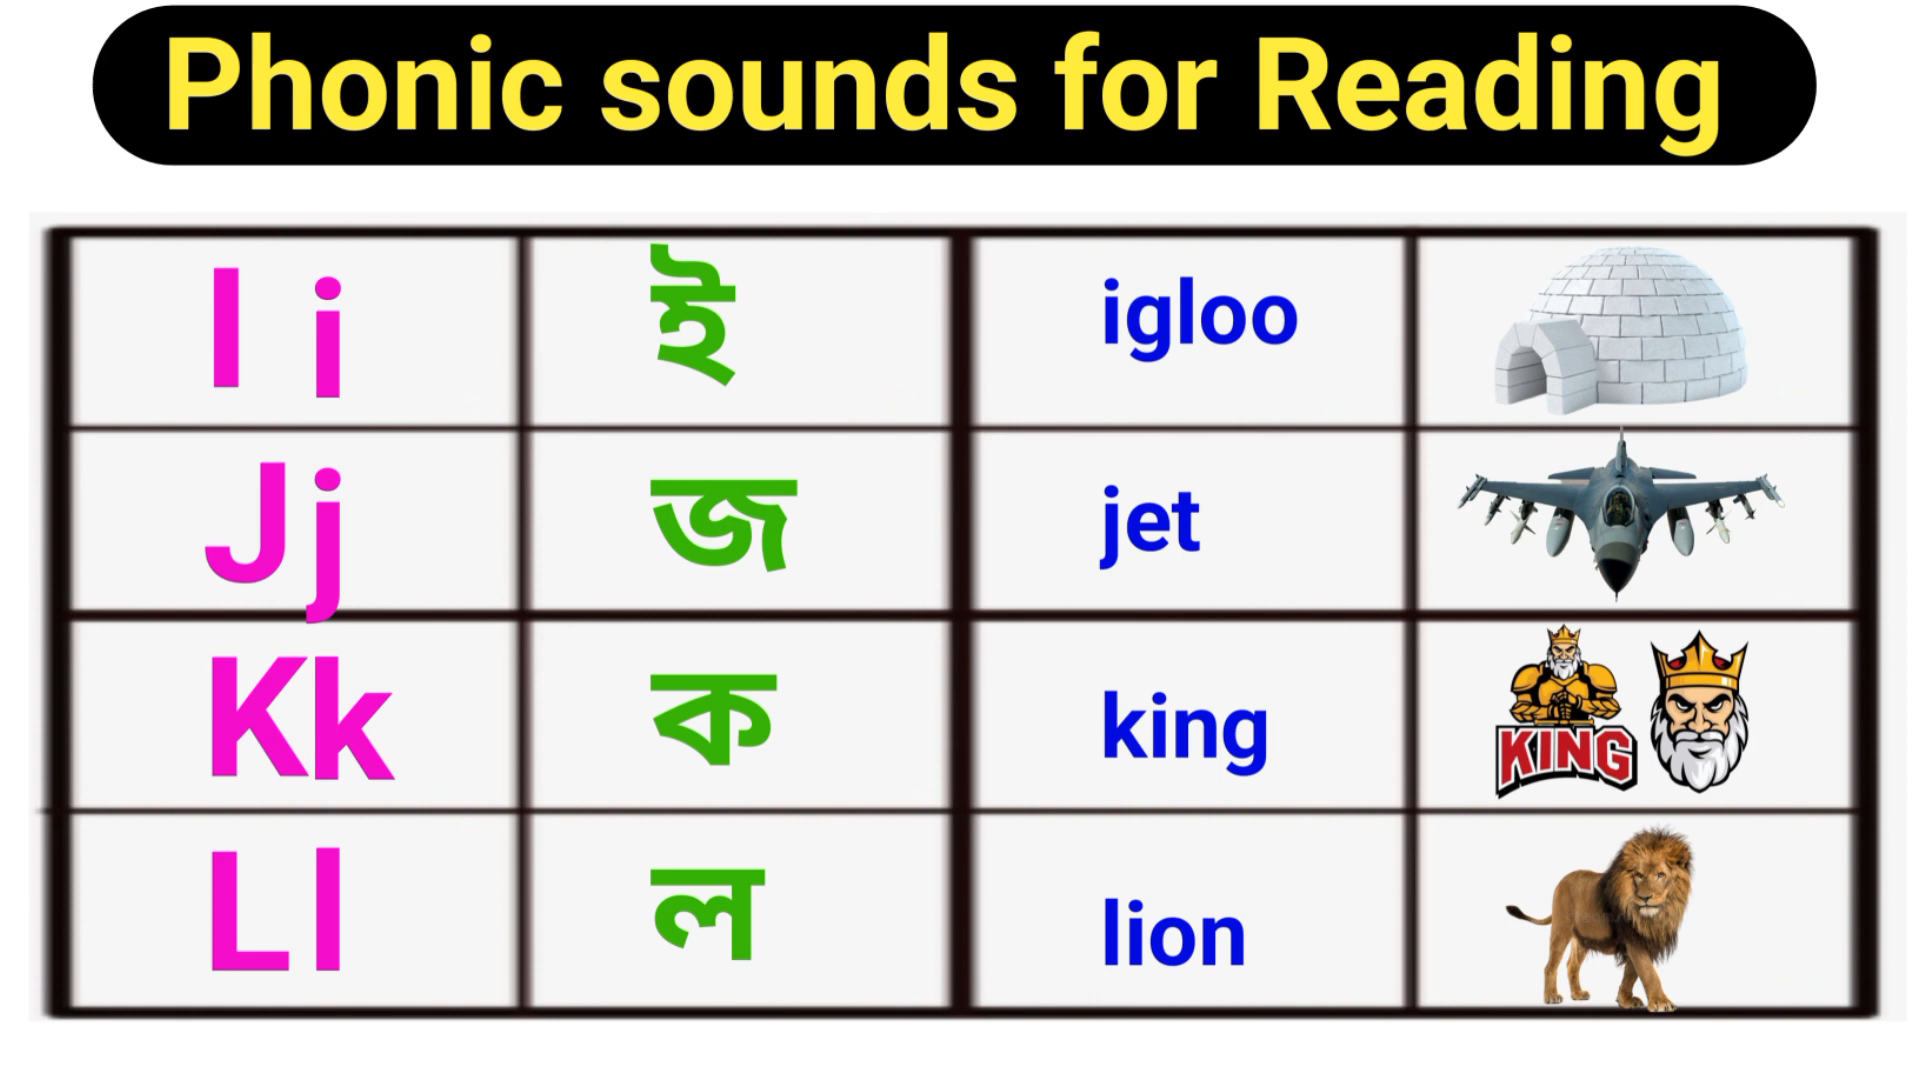 Phonic sounds for Reading
I i ই igloo
J j জ jet
K k ক king KING
L l ল lion